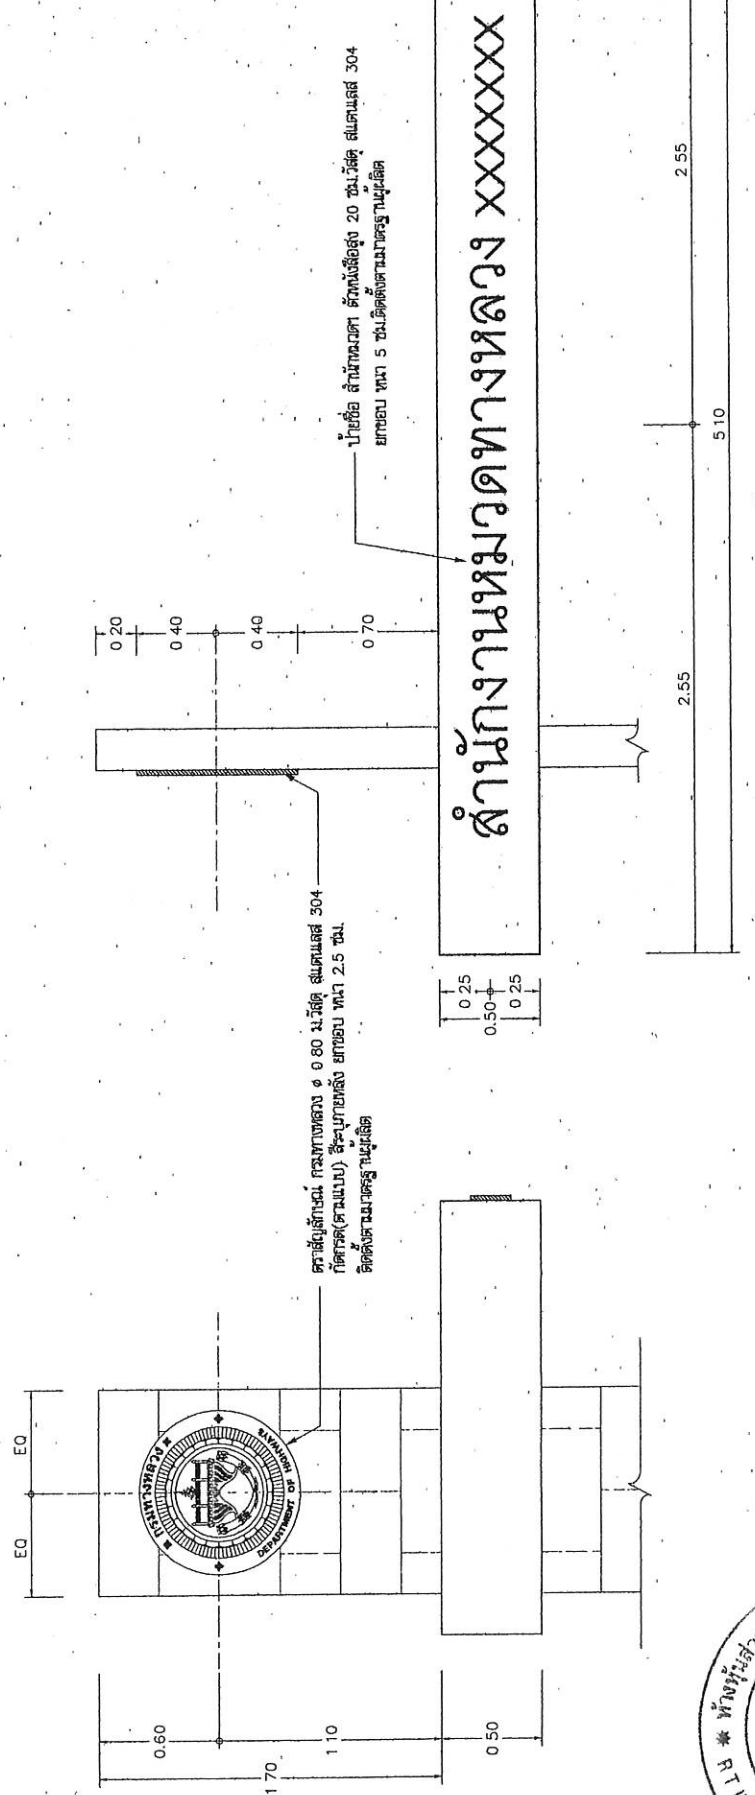 EQ
EQ
กรมทางหลวง
DEPARTMENT OF HIGHWAYS
0.60
1 10
1 70
0 50
ตราสัญลักษณ์ กรมทางหลวง ø 0 80 ม.วัสดุ สแตนเลส 304
กัดกรด(ตามแบบ) สีระบุภายหลัง ยกขอบ หนา 2.5 ซม.
ติดตั้งตามมาตรฐานผู้ผลิต
0 20
0 40
0 40
0 70
0 25
0 25
0.50
ป้ายชื่อ สำนักหมวดฯ ตัวหนังสือสูง 20 ซม.วัสดุ สแตนเลส 304
ยกขอบ หนา 5 ซม.ติดตั้งตามมาตรฐานผู้ผลิต
สำนักงานหมวดทางหลวง XXXXXXX
2.55
2 55
5 10